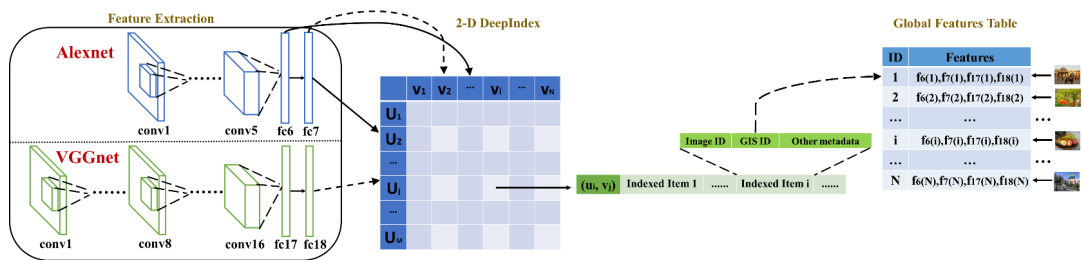 Feature Extraction
Alexnet
conv1
conv5
fc6
fc7
VGGnet
conv1
conv8
conv16
fc17
fc18
2-D DeepIndex
V1 V2 ... Vi ... VN
U1
U2
...
Ui
...
UM
Image ID GIS ID Other metadata
(ui, vj) Indexed Item 1 ...... Indexed Item i ......
Global Features Table
ID Features
1 f6(1),f7(1),f17(1),f18(1)
2 f6(2),f7(2),f17(2),f18(2)
... ... ...
i f6(i),f7(i),f17(i),f18(i)
... ... ...
N f6(N),f7(N),f17(N),f18(N)